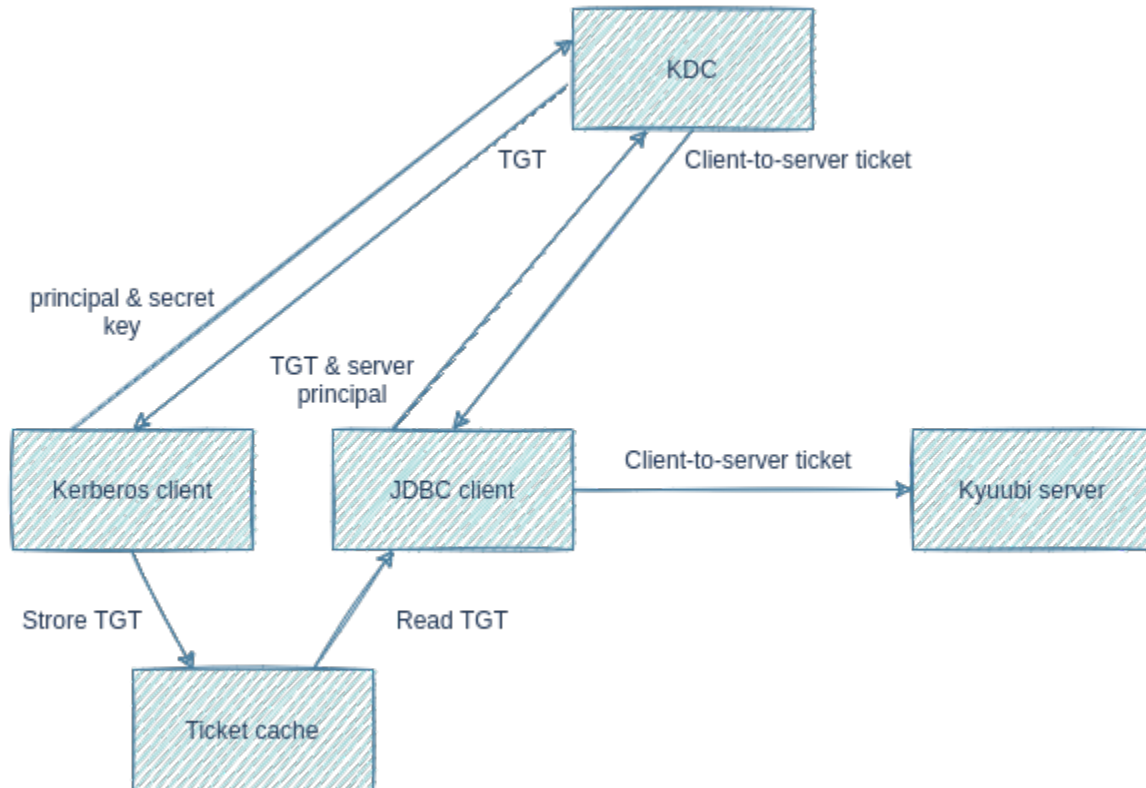 KDC
TGT
Client-to-server ticket
principal & secret
key
TGT & server
principal
Kerberos client
JDBC client
Client-to-server ticket
Kyuubi server
Strore TGT
Read TGT
Ticket cache